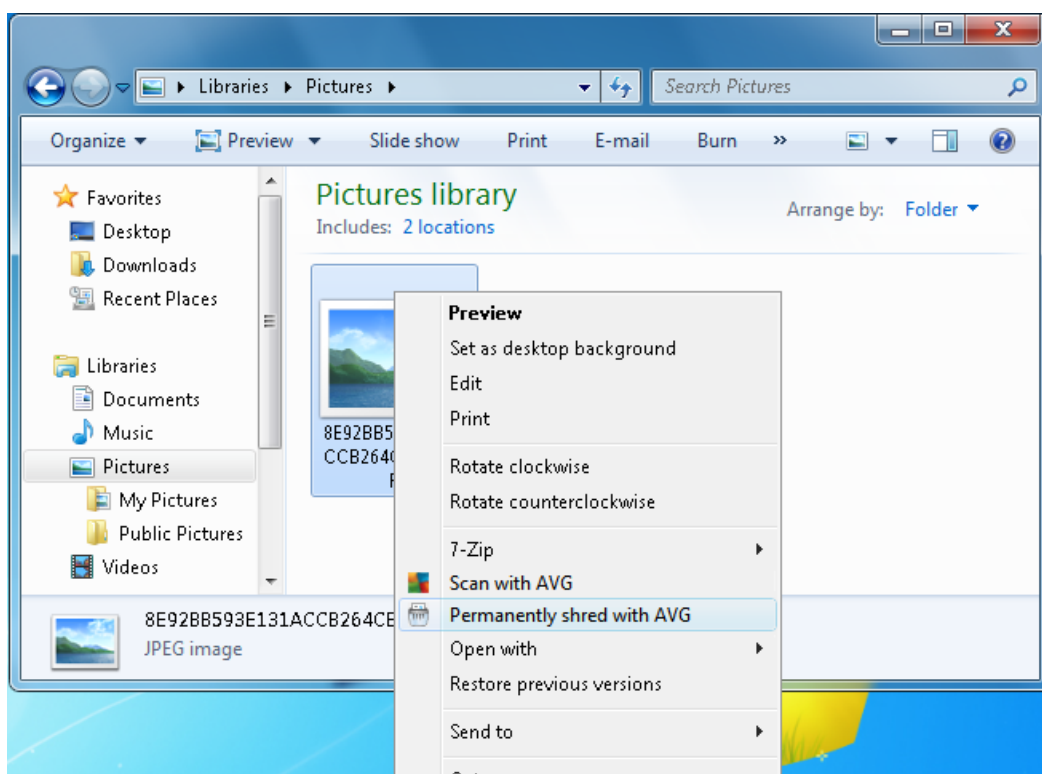 Libraries Pictures
Search Pictures
Organize Preview Slide show Print E-mail Burn »
Favorites
Desktop
Downloads
Recent Places
Libraries
Documents
Music
Pictures
My Pictures
Public Pictures
Videos
Pictures library
Includes: 2 locations
Arrange by: Folder
8E92BB5
CCB264
Preview
Set as desktop background
Edit
Print
Rotate clockwise
Rotate counterclockwise
7-Zip
Scan with AVG
Permanently shred with AVG
Open with
Restore previous versions
Send to
8E92BB593E131ACCB264CE
JPEG image